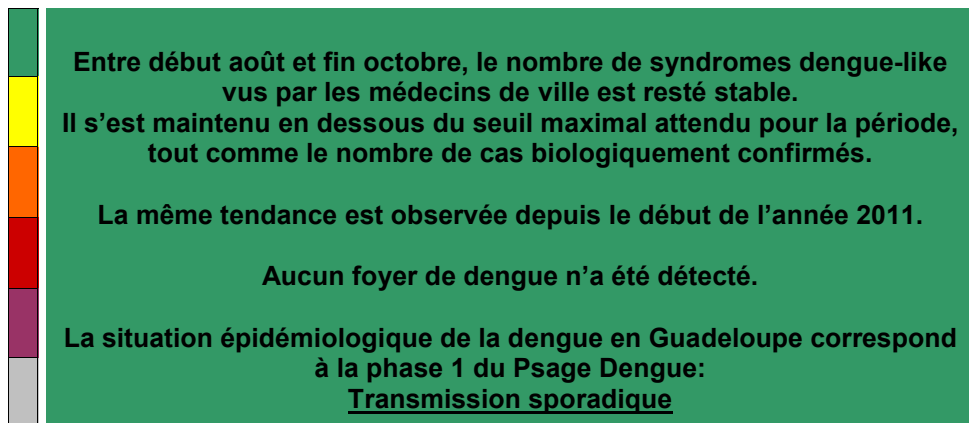 Entre début août et fin octobre, le nombre de syndromes dengue-like
vus par les médecins de ville est resté stable.
Il s’est maintenu en dessous du seuil maximal attendu pour la période,
tout comme le nombre de cas biologiquement confirmés.
La même tendance est observée depuis le début de l’année 2011.
Aucun foyer de dengue n’a été détecté.
La situation épidémiologique de la dengue en Guadeloupe correspond
à la phase 1 du Psage Dengue:
Transmission sporadique